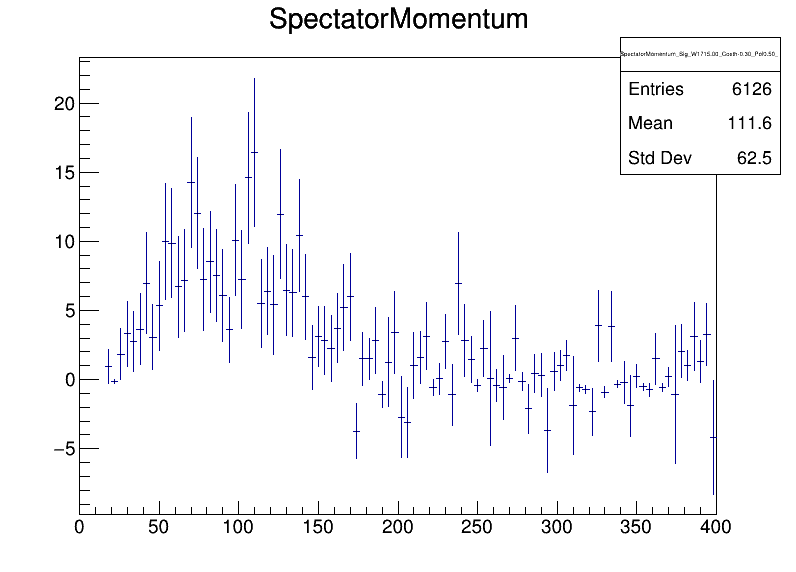 SpectatorMomentum
SpectatorMomentum_Sig_W1715.00_Costh-0.30_Pol0.50_
Entries 6126
Mean 111.6
Std Dev 62.5
20
15
10
5
0
−5
0 50 100 150 200 250 300 350 400